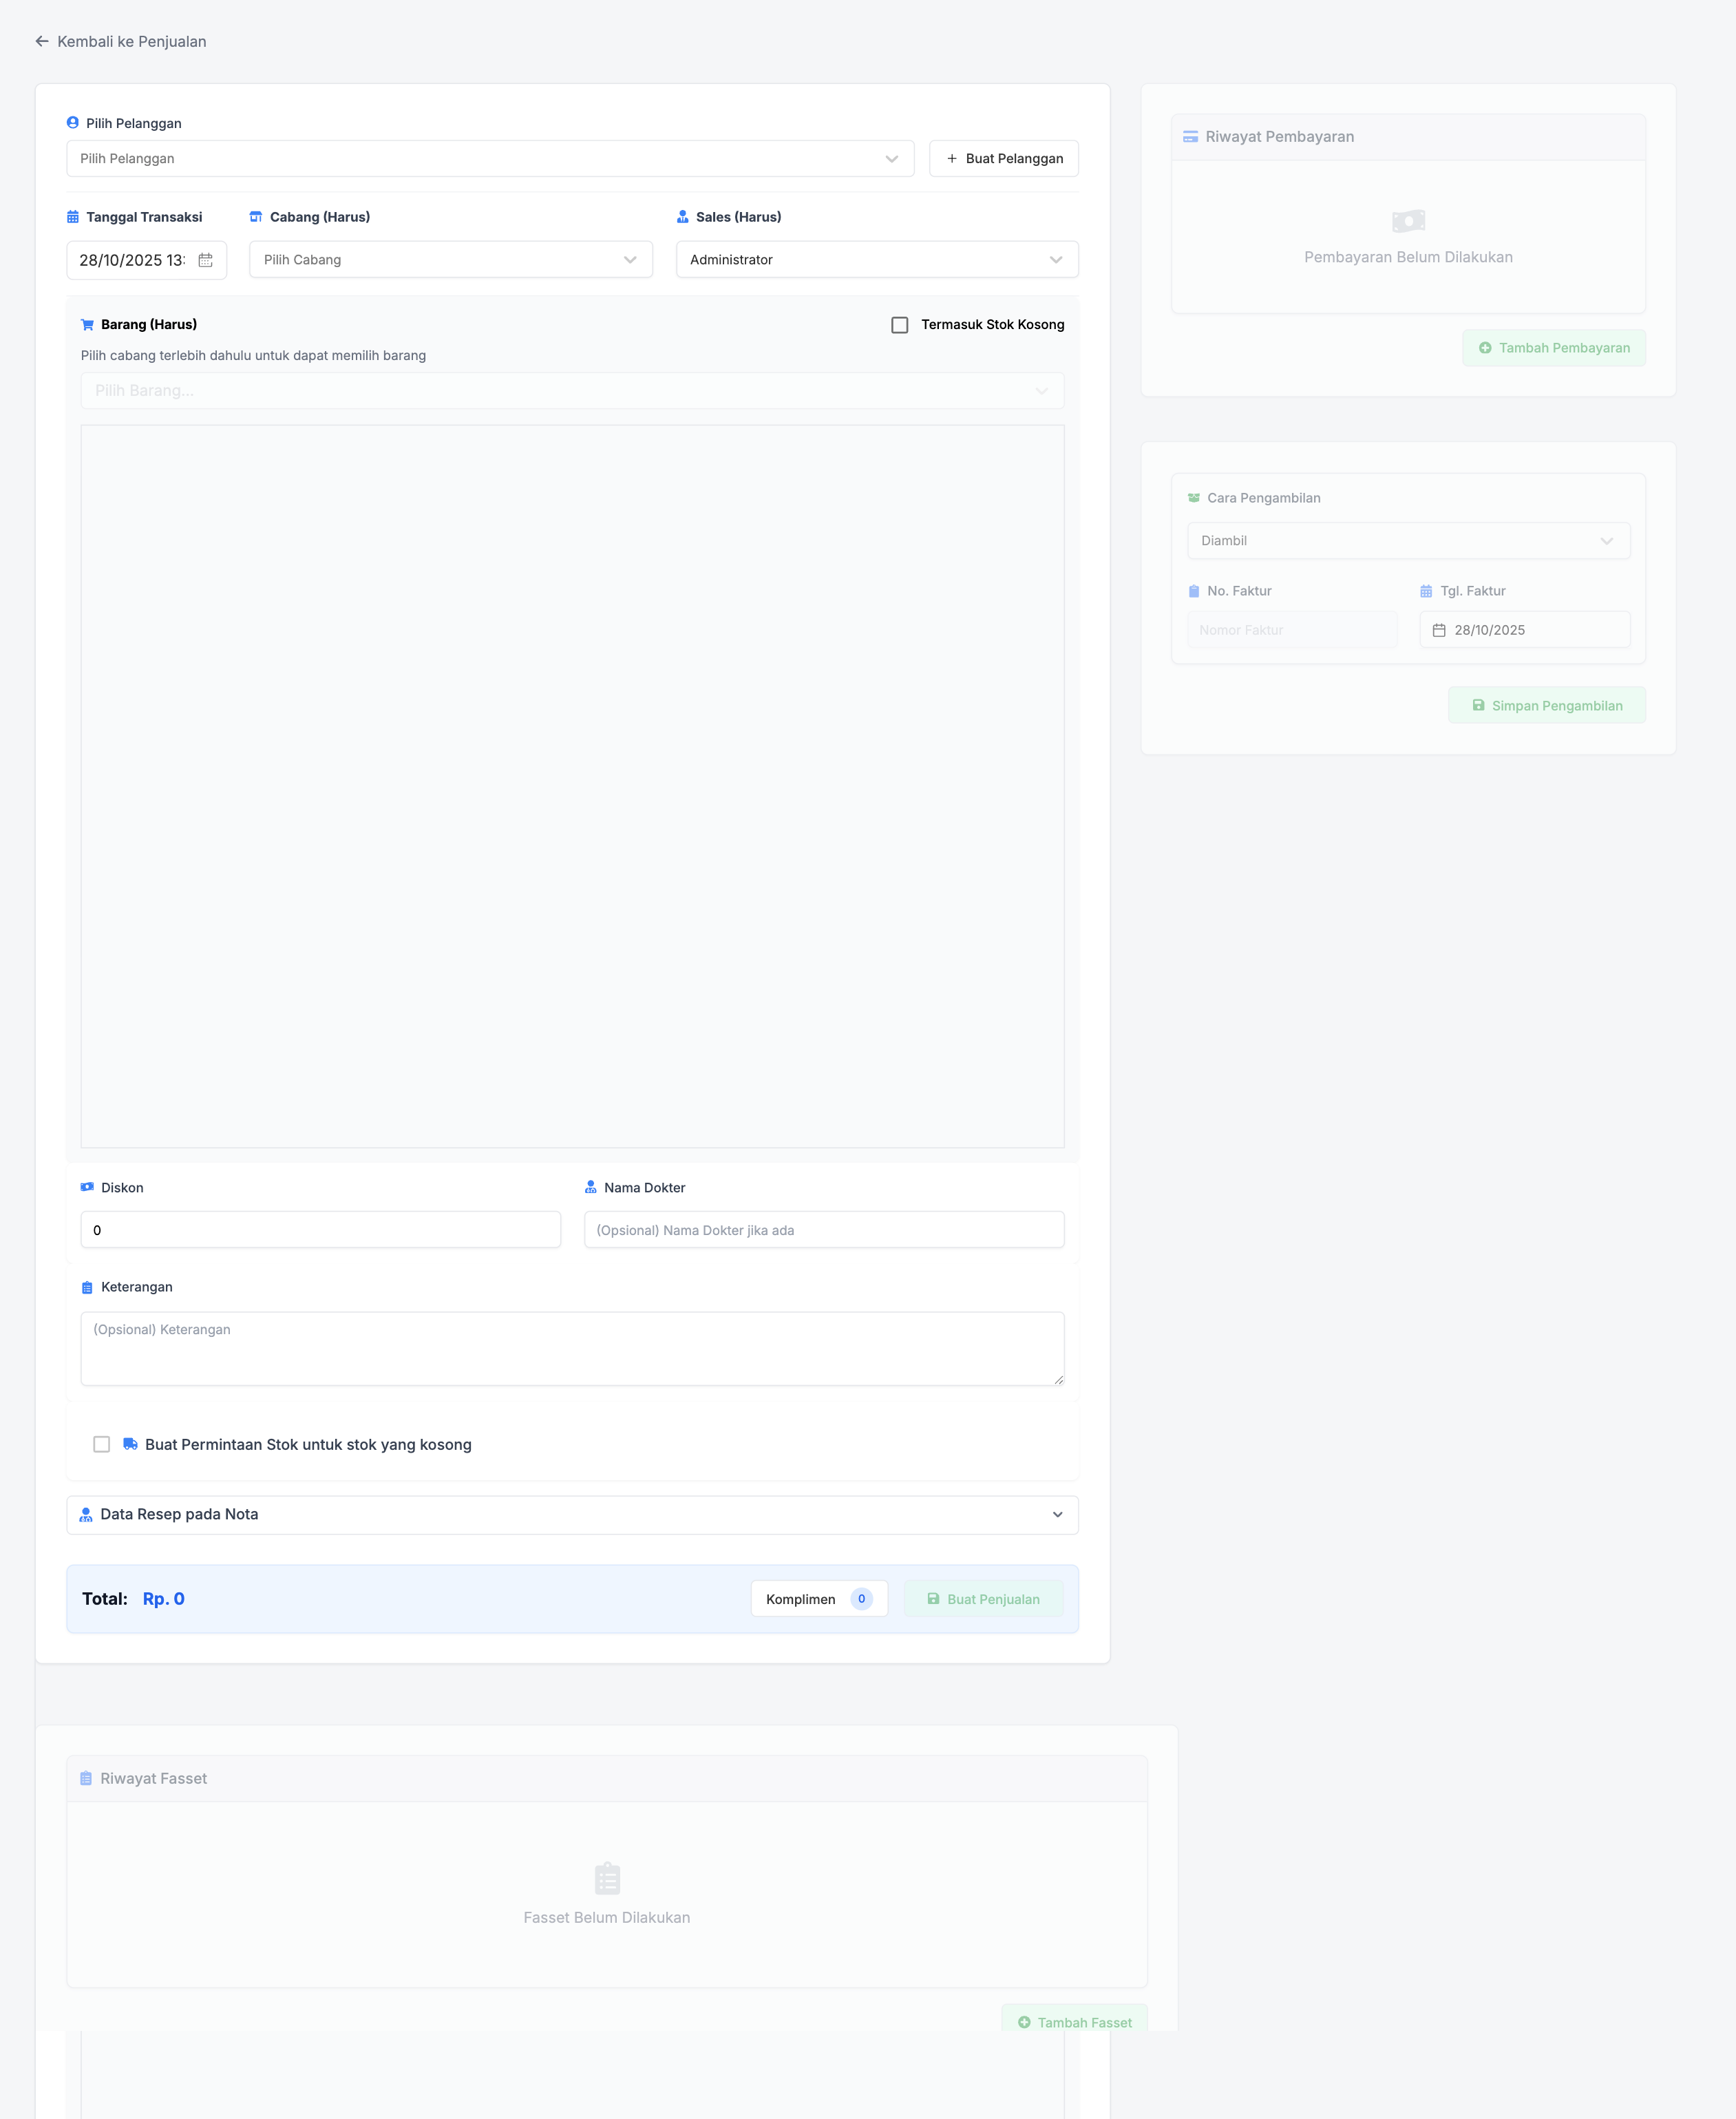 Kembali ke Penjualan
Pilih Pelanggan
Pilih Pelanggan
+ Buat Pelanggan
Tanggal Transaksi
Cabang (Harus)
Sales (Harus)
28/10/2025 13:
Pilih Cabang
Administrator
Barang (Harus)
Termasuk Stok Kosong
Pilih cabang terlebih dahulu untuk dapat memilih barang
Pilih Barang...
Diskon
Nama Dokter
0
(Opsional) Nama Dokter jika ada
Keterangan
(Opsional) Keterangan
Buat Permintaan Stok untuk stok yang kosong
Data Resep pada Nota
Total: Rp. 0
Komplimen 0
Buat Penjualan
Riwayat Pembayaran
Pembayaran Belum Dilakukan
Tambah Pembayaran
Cara Pengambilan
Diambil
No. Faktur
Tgl. Faktur
Nomor Faktur
28/10/2025
Simpan Pengambilan
Riwayat Fasset
Fasset Belum Dilakukan
Tambah Fasset